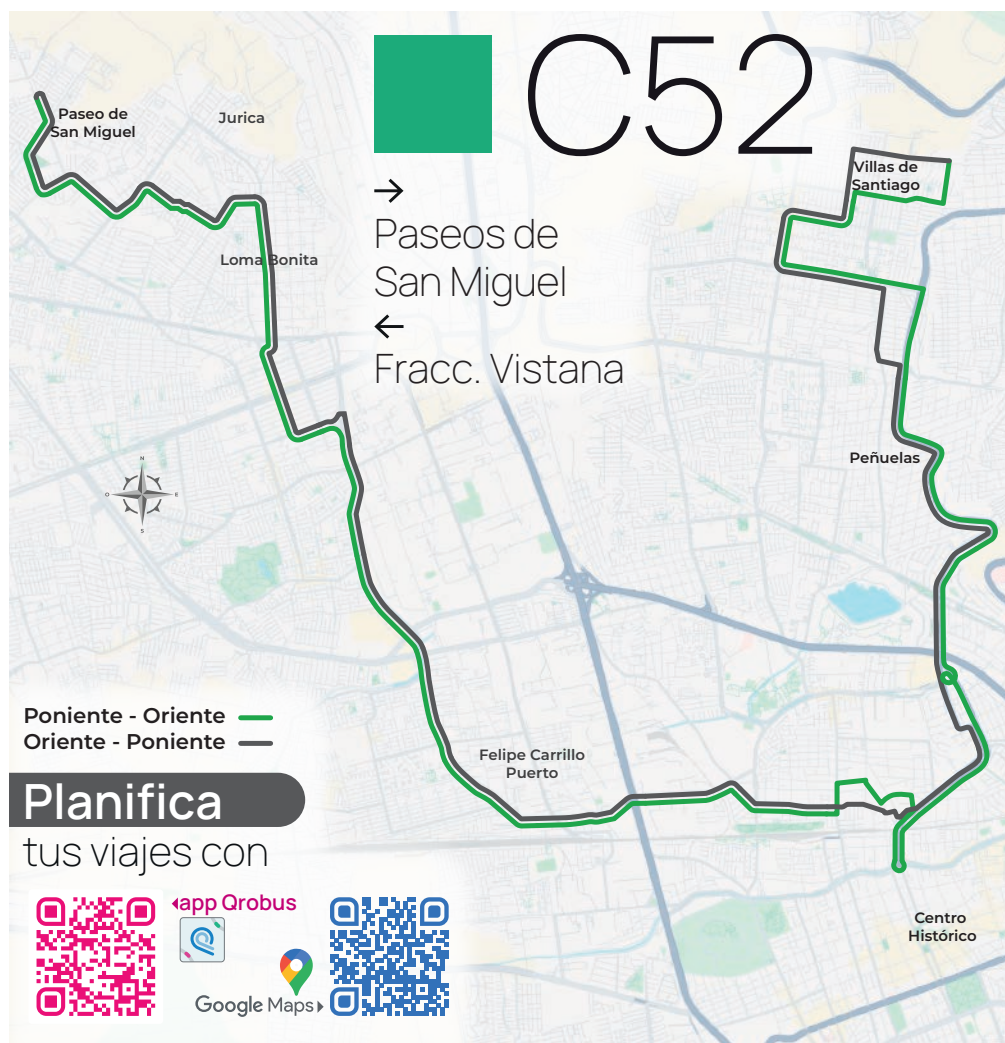 C52
→
Paseos de
San Miguel
←
Fracc. Vistana
Paseo de
San Miguel
Jurica
Loma Bonita
Villas de
Santiago
Peñuelas
N
O
E
S
Poniente - Oriente
Oriente - Poniente
Felipe Carrillo
Puerto
Planifica
tus viajes con
app Qrobus
Google Maps
Centro
Histórico